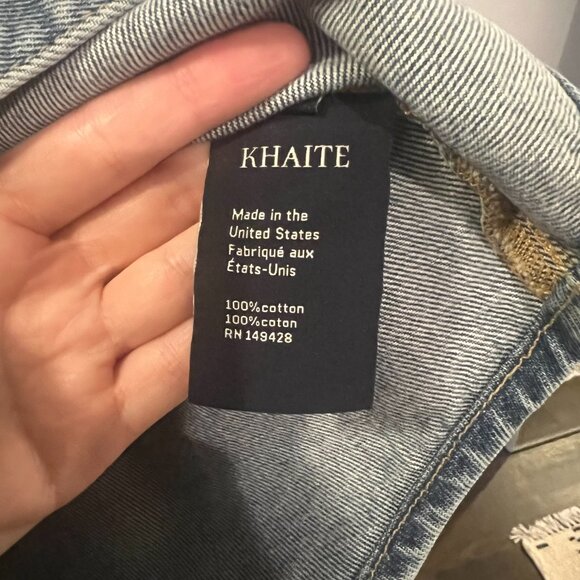 KHAITE
Made in the
United States
Fabriqué aux
États-Unis
100%cotton
100%coton
RN 149428